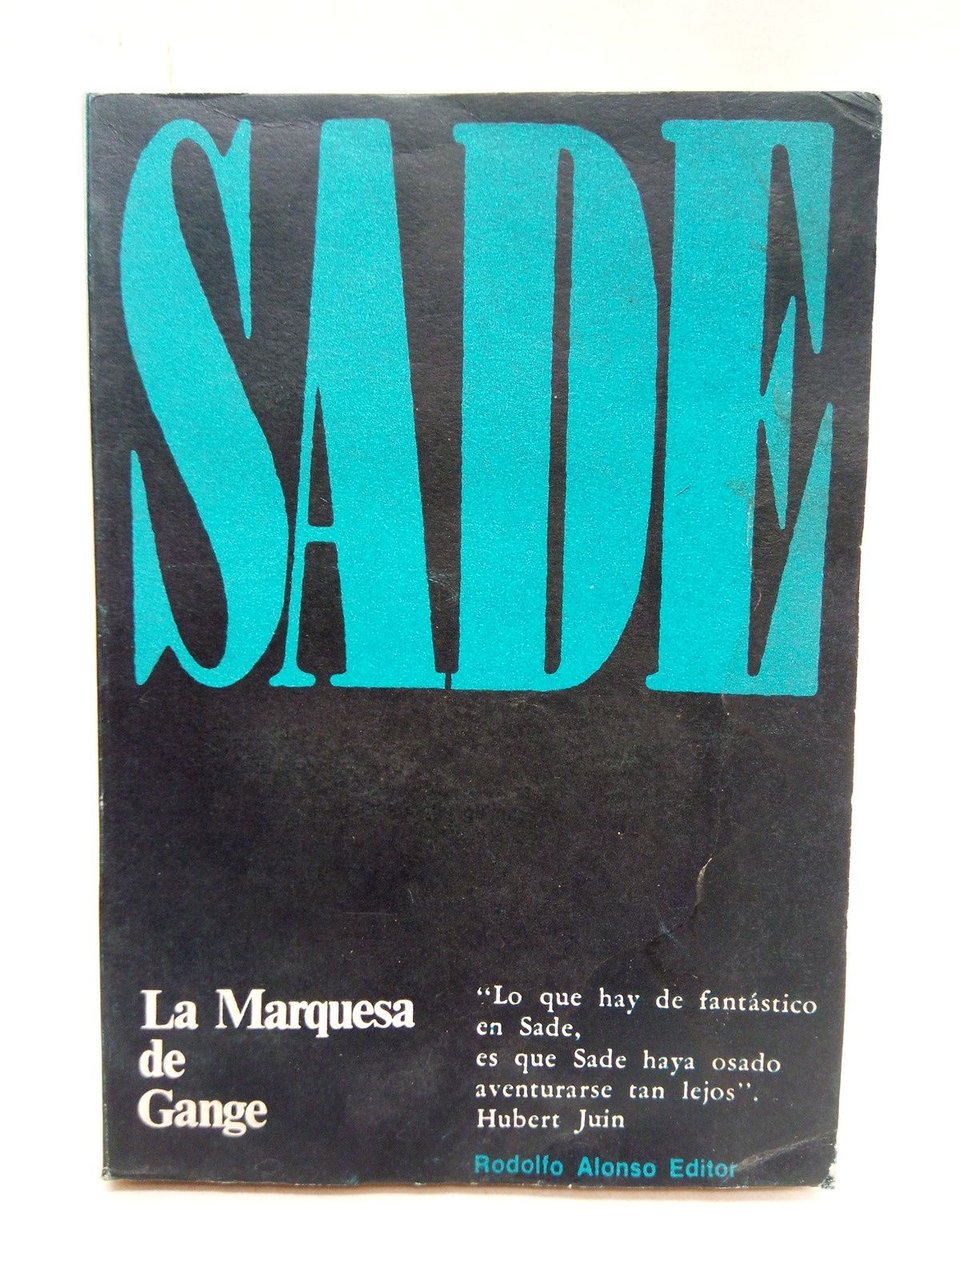 SADE
La Marquesa
de
Gange
“Lo que hay de fantástico
en Sade,
es que Sade haya osado
aventurarse tan lejos”.
Hubert Juin
Rodolfo Alonso Editor